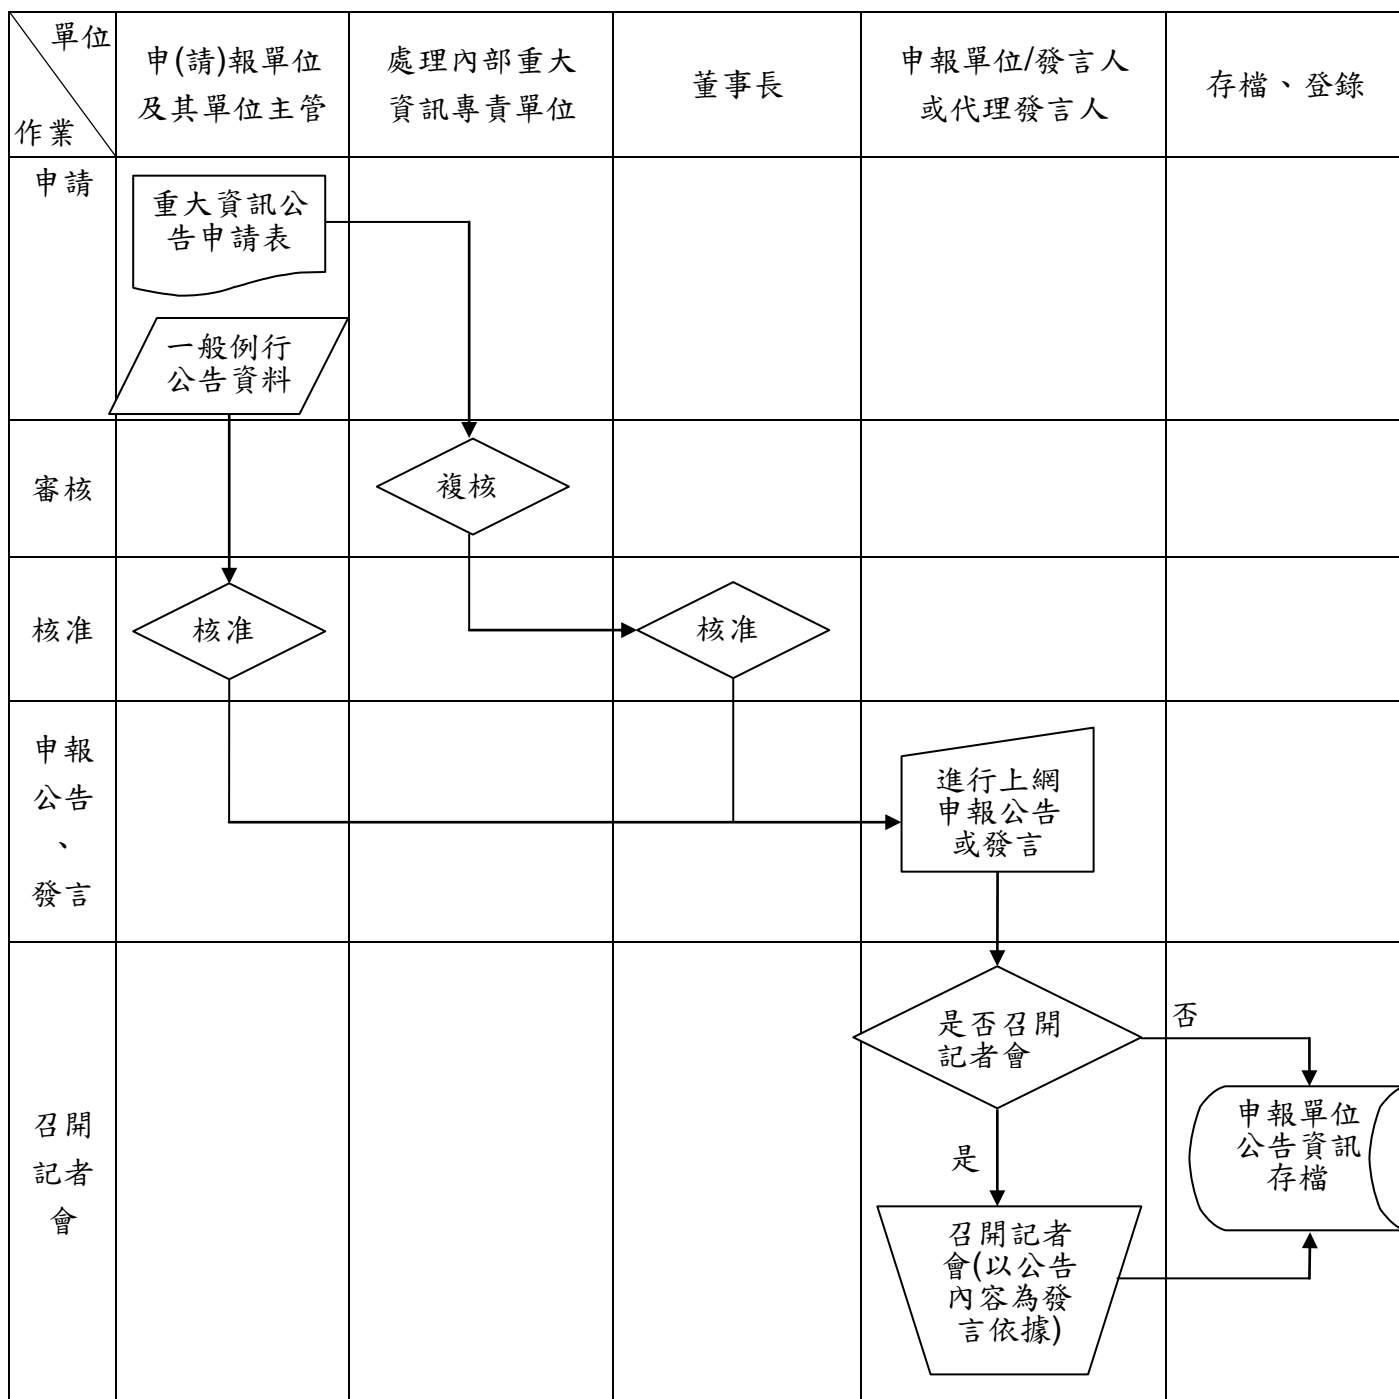 單位
作業
申(請)報單位
及其單位主管
處理內部重大
資訊專責單位
董事長
申報單位/發言人
或代理發言人
存檔、登錄
申請
重大資訊公
告申請表
一般例行
公告資料
審核
複核
核准
核准
核准
申報
公告
、
發言
進行上網
申報公告
或發言
召開
記者
會
是否召開
記者會
否
是
申報單位
公告資訊
存檔
召開記者
會(以公告
內容為發
言依據)